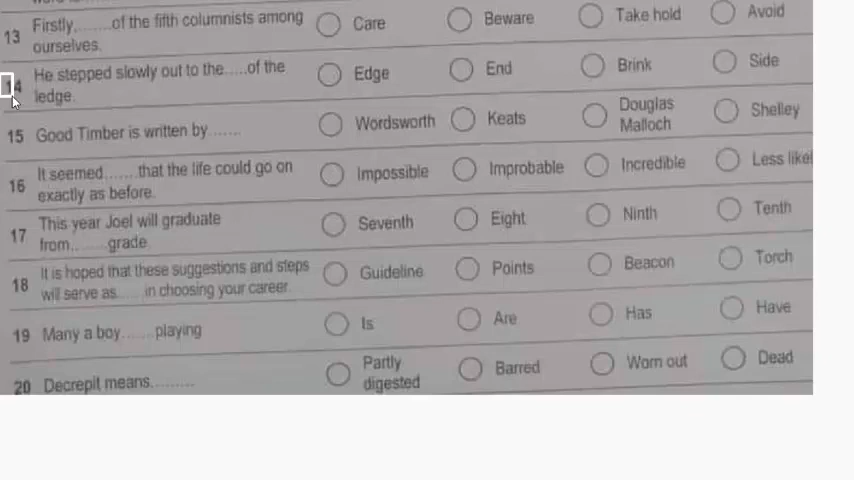 13 Firstly,........of the fifth columnists among ourselves. Care Beware Take hold Avoid
14 He stepped slowly out to the.....of the ledge. Edge End Brink Side
15 Good Timber is written by....... Wordsworth Keats Douglas Malloch Shelley
16 It seemed.......that the life could go on exactly as before. Impossible Improbable Incredible Less likel
17 This year Joel will graduate from.........grade. Seventh Eight Ninth Tenth
18 It is hoped that these suggestions and steps will serve as......in choosing your career. Guideline Points Beacon Torch
19 Many a boy.......playing Is Are Has Have
20 Decrepit means.......... Partly digested Barred Worn out Dead